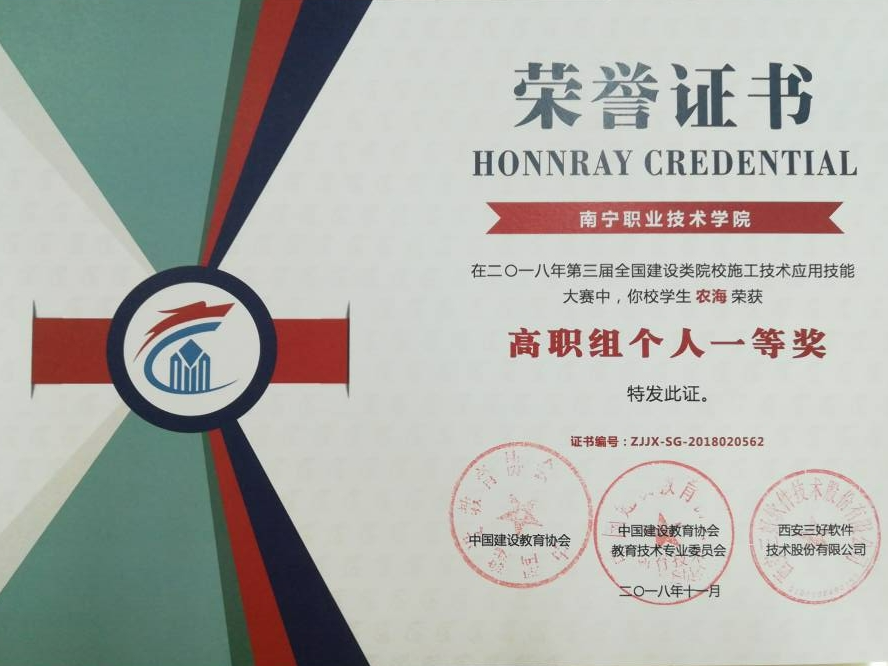 荣誉证书
HONNRAY CREDENTIAL
南宁职业技术学院
在二〇一八年第三届全国建设类院校施工技术应用技能
大赛中，你校学生 农海 荣获
高职组个人一等奖
特发此证。
证书编号：ZJJX-SG-2018020562
中国建设教育协会
中国建设教育协会
教育技术专业委员会
西安三好软件
技术股份有限公司
二〇一八年十一月